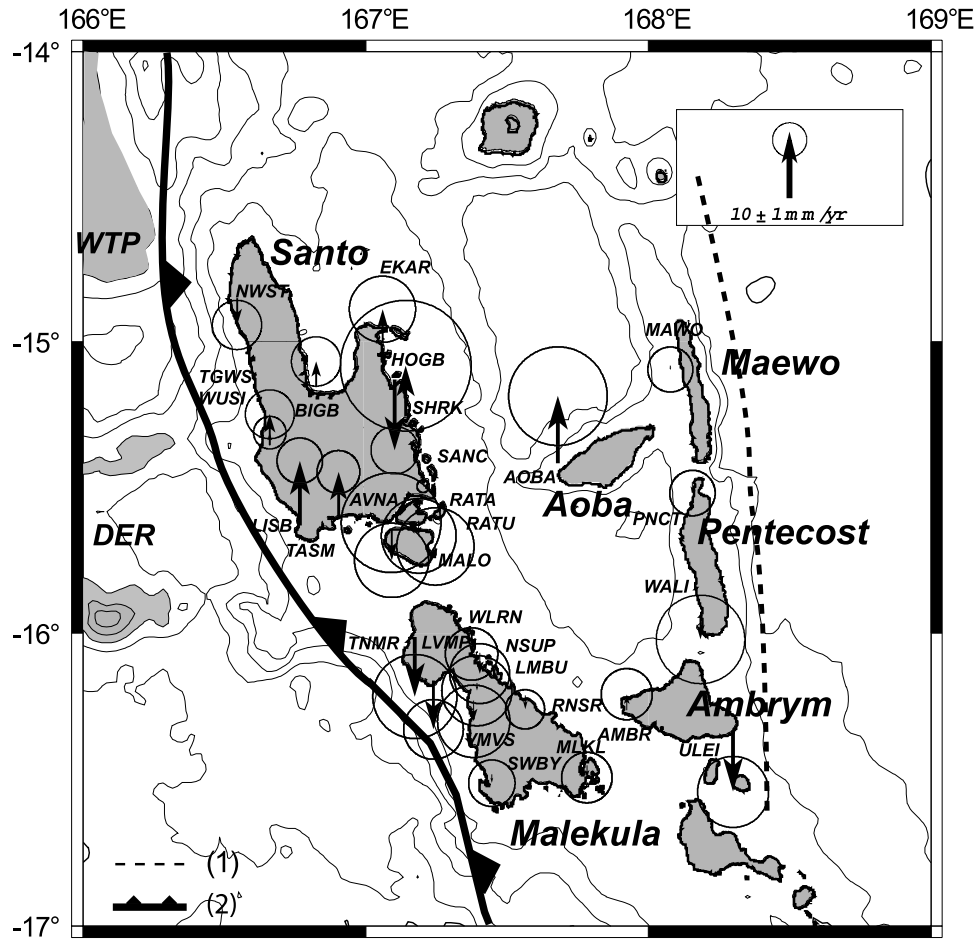 166°E 167°E 168°E 169°E
-14°
10 ± 1 mm/yr
WTP
Santo
EKAR
NWST
-15°
MAWO
HOGB
Maewo
TGWS
WUSI
BIGB
SHRK
SANC
AOBA
AVNA
RATA
Aoba
PNCT
LISB
RATU
DER
Pentecost
TASM
MALO
WALI
-16°
WLRN
TNMR
LVMP
NSUP
LMBU
RNSR
Ambrym
AMBR
VMVS
MLKL
ULEI
SWBY
Malekula
(1)
(2)
-17°